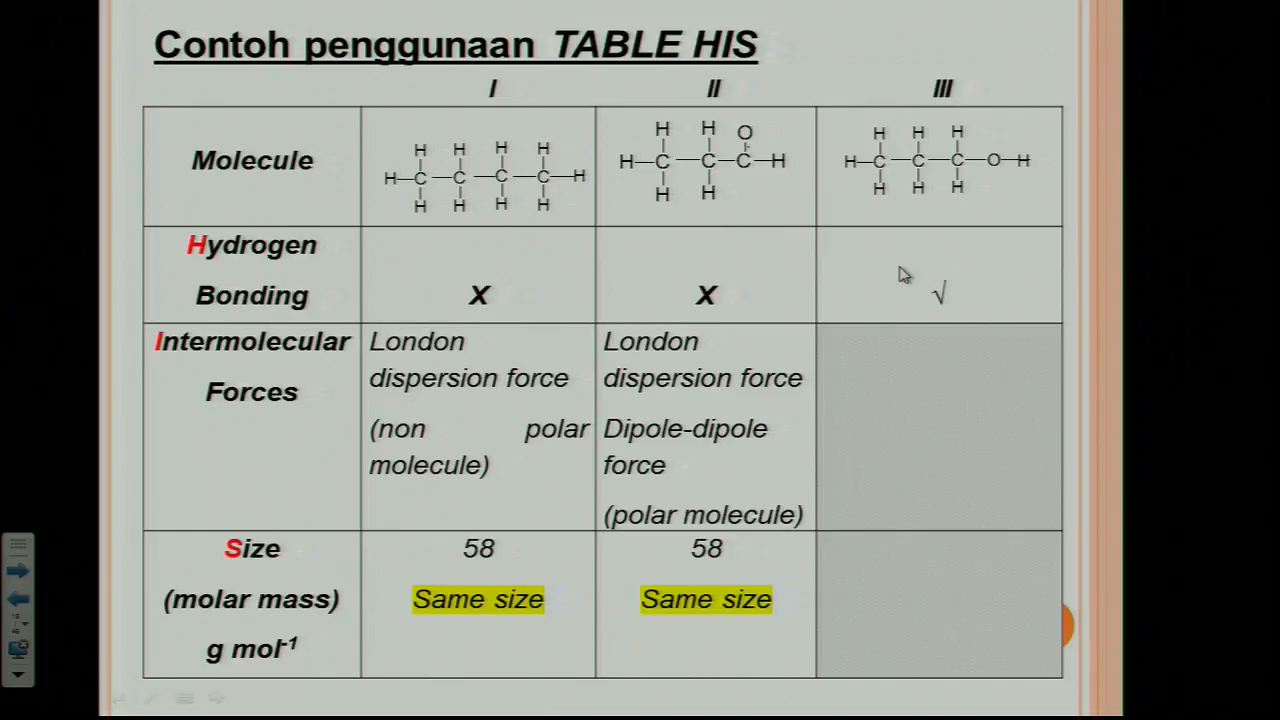 Contoh penggunaan TABLE HIS
I II III
Molecule
H H H H
H C C C C H
H H H H
H H O
H C C C H
H H
H H H
H C C C O H
H H H
Hydrogen
Bonding
X
X
√
Intermolecular
Forces
London
dispersion force
(non polar
molecule)
London
dispersion force
Dipole-dipole
force
(polar molecule)
Size
(molar mass)
g mol-1
58
Same size
58
Same size